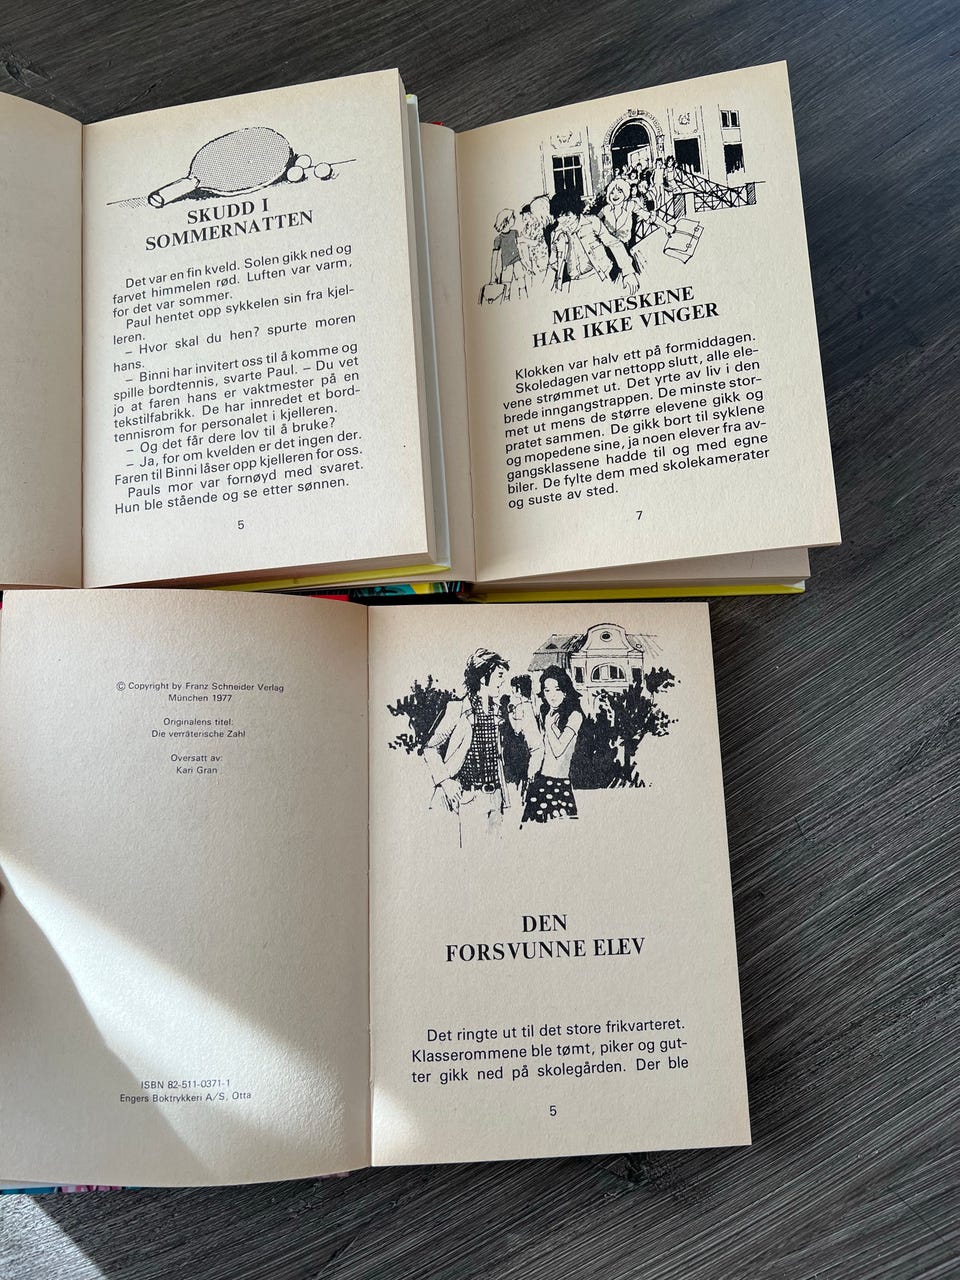 SKUDD I
SOMMERNATTEN
Det var en fin kveld. Solen gikk ned og
farvet himmelen rød. Luften var varm,
for det var sommer.
Paul hentet opp sykkelen sin fra kjel-
leren.
– Hvor skal du hen? spurte moren
hans.
– Binni har invitert oss til å komme og
spille bordtennis, svarte Paul. – Du vet
jo at faren hans er vaktmester på en
tekstilfabrikk. De har innredet et bord-
tennisrom for personalet i kjelleren.
– Og det får dere lov til å bruke?
– Ja, for om kvelden er det ingen der.
Faren til Binni låser opp kjelleren for oss.
Pauls mor var fornøyd med svaret.
Hun ble stående og se etter sønnen.
5
MENNESKENE
HAR IKKE VINGER
Klokken var halv ett på formiddagen.
Skoledagen var nettopp slutt, alle ele-
vene strømmet ut. Det yrte av liv i den
brede inngangstrappen. De minste stor-
met ut mens de større elevene gikk og
pratet sammen. De gikk bort til syklene
og mopedene sine, ja noen elever fra av-
gangsklassene hadde til og med egne
biler. De fylte dem med skolekamerater
og suste av sted.
7
© Copyright by Franz Schneider Verlag
München 1977
Originalens titel:
Die verräterische Zahl
Oversatt av:
Kari Gran
ISBN 82-511-0371-1
Engers Boktrykkeri A/S, Otta
DEN
FORSVUNNE ELEV
Det ringte ut til det store frikvarteret.
Klasserommene ble tømt, piker og gut-
ter gikk ned på skolegården. Der ble
5